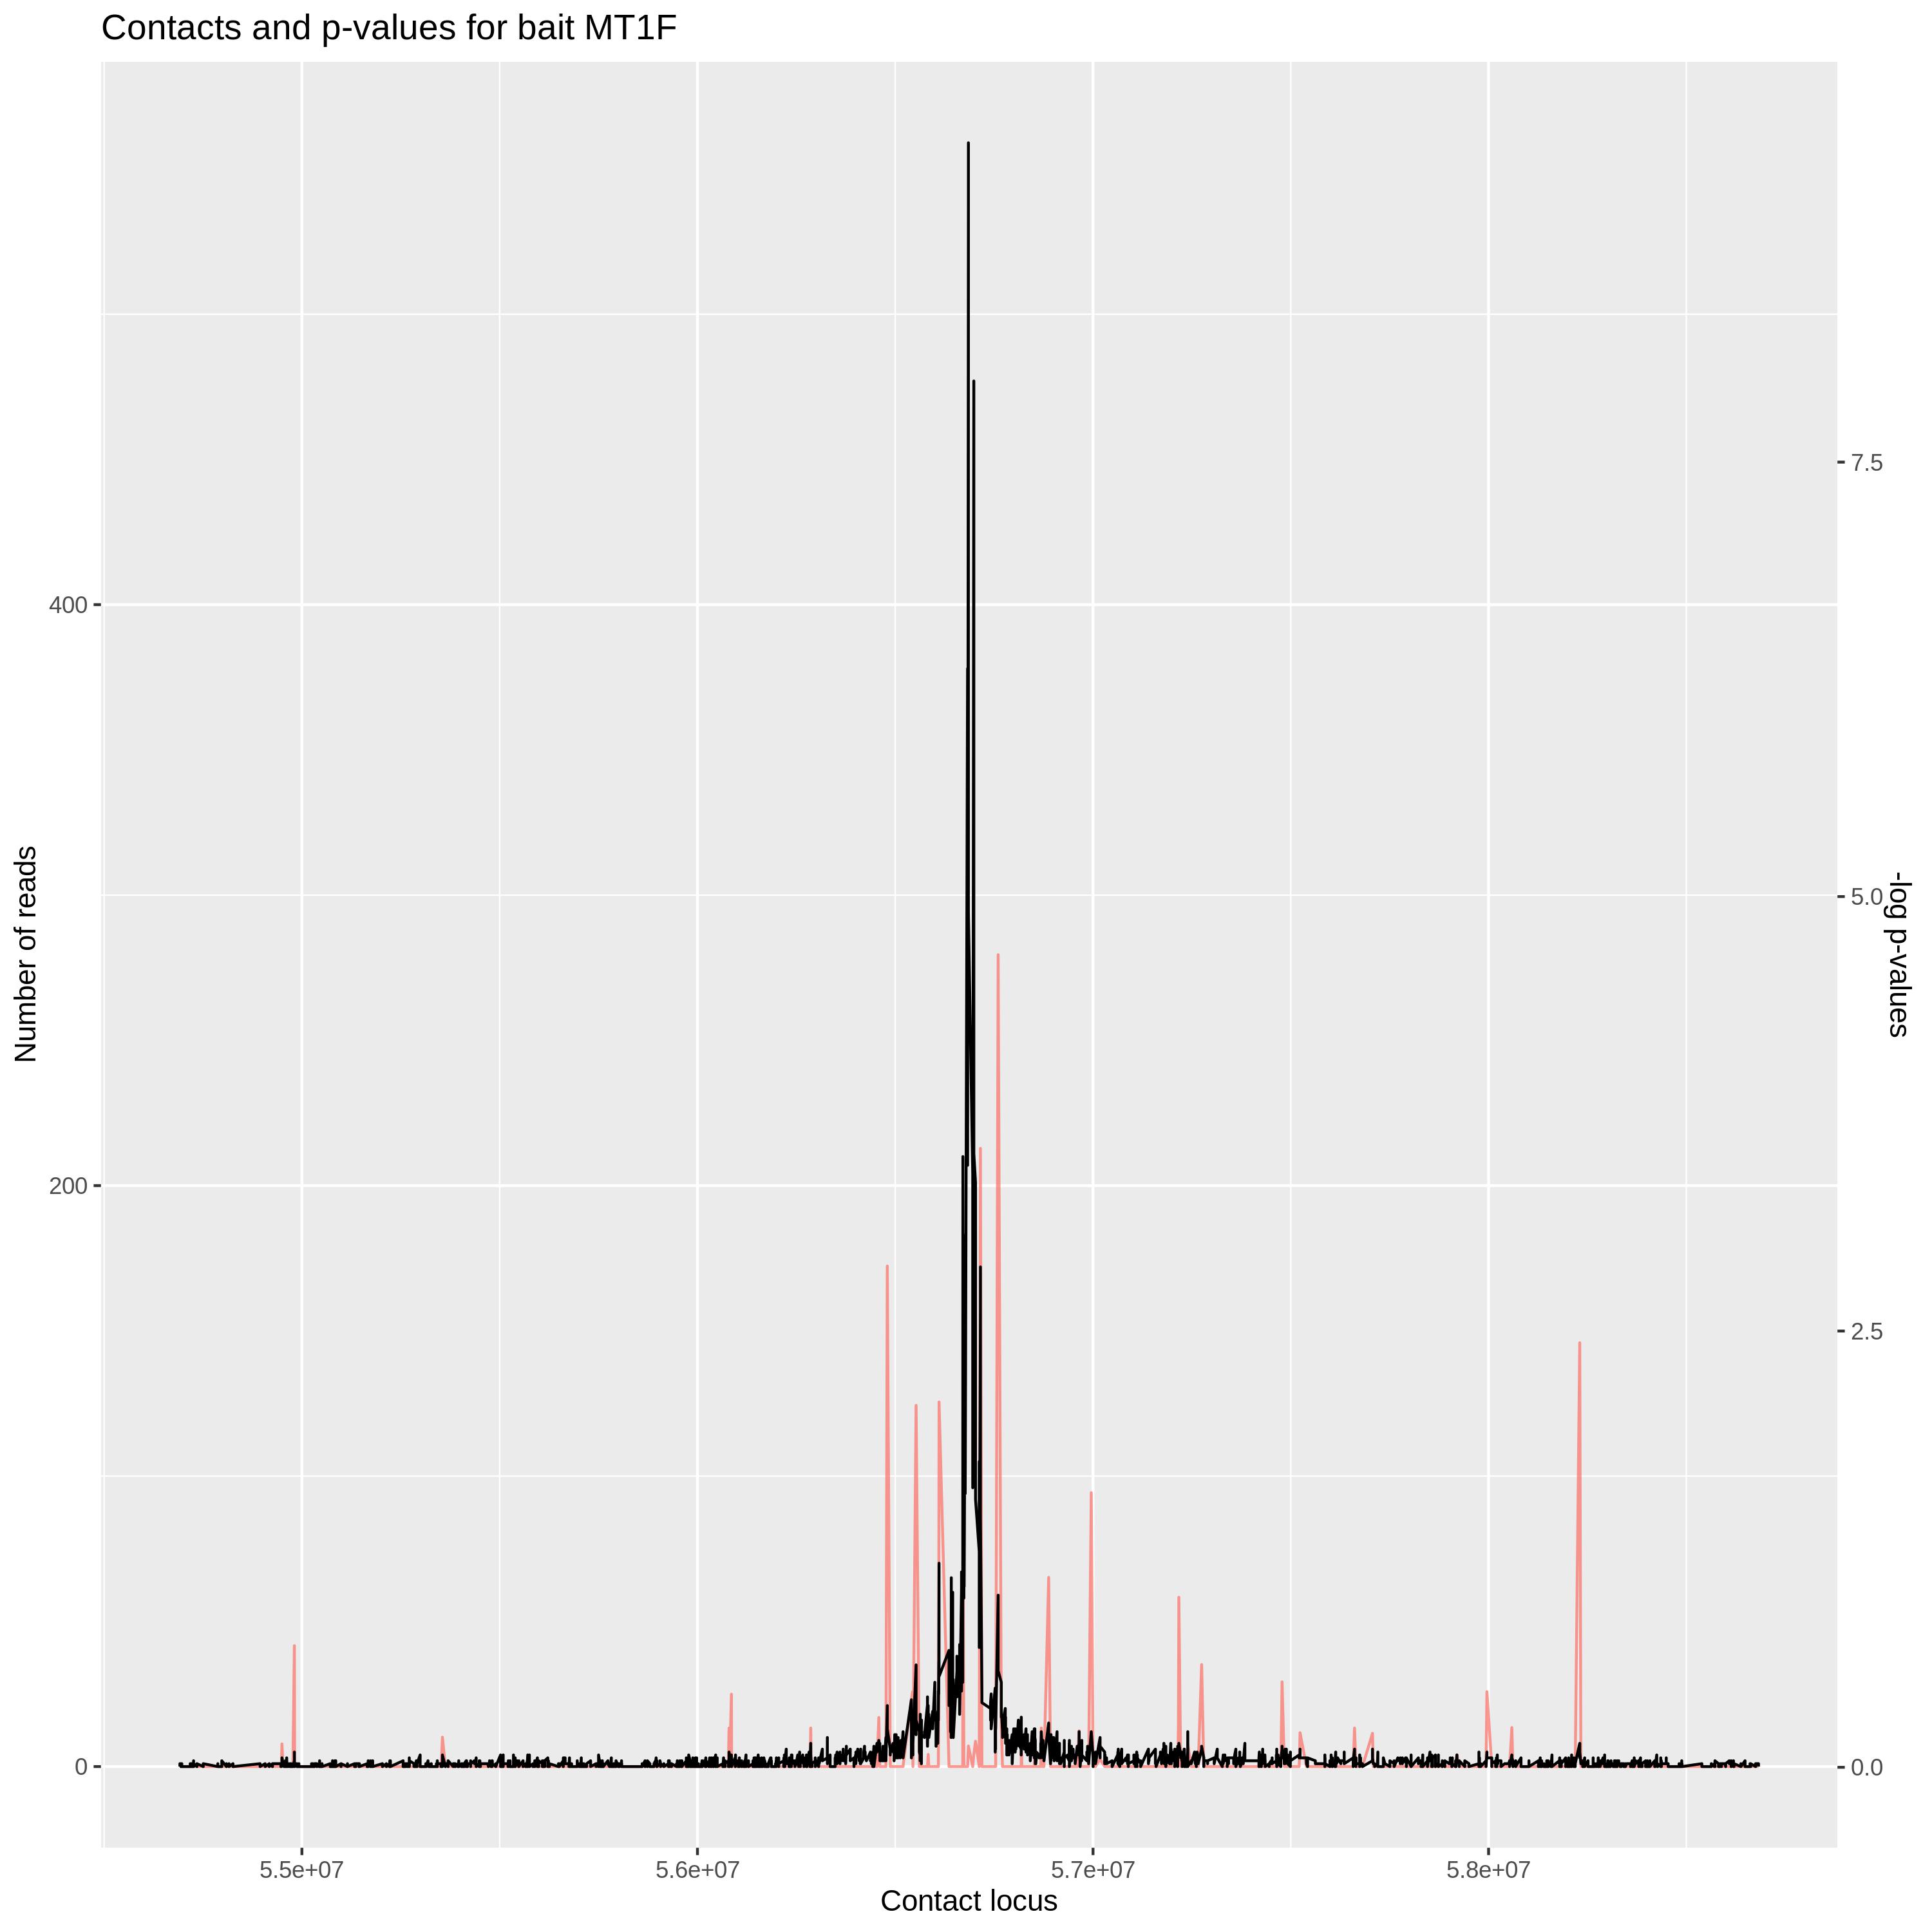 Contacts and p-values for bait MT1F
Number of reads
400
200
0
7.5
5.0
2.5
0.0
-log p-values
5.5e+07
5.6e+07
5.7e+07
5.8e+07
Contact locus